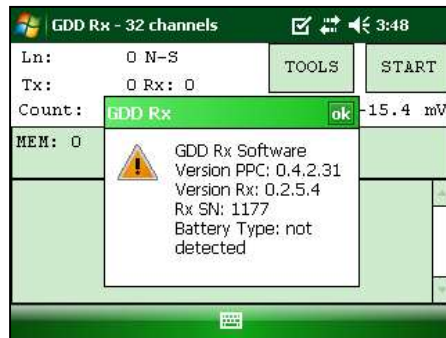 GDD Rx - 32 channels 3:48
Ln: 0 N-S
TOOLS START
Tx: 0 Rx: 0
Count: -15.4 mV
GDD Rx ok
MEM: 0
GDD Rx Software
Version PPC: 0.4.2.31
Version Rx: 0.2.5.4
Rx SN: 1177
Battery Type: not
detected